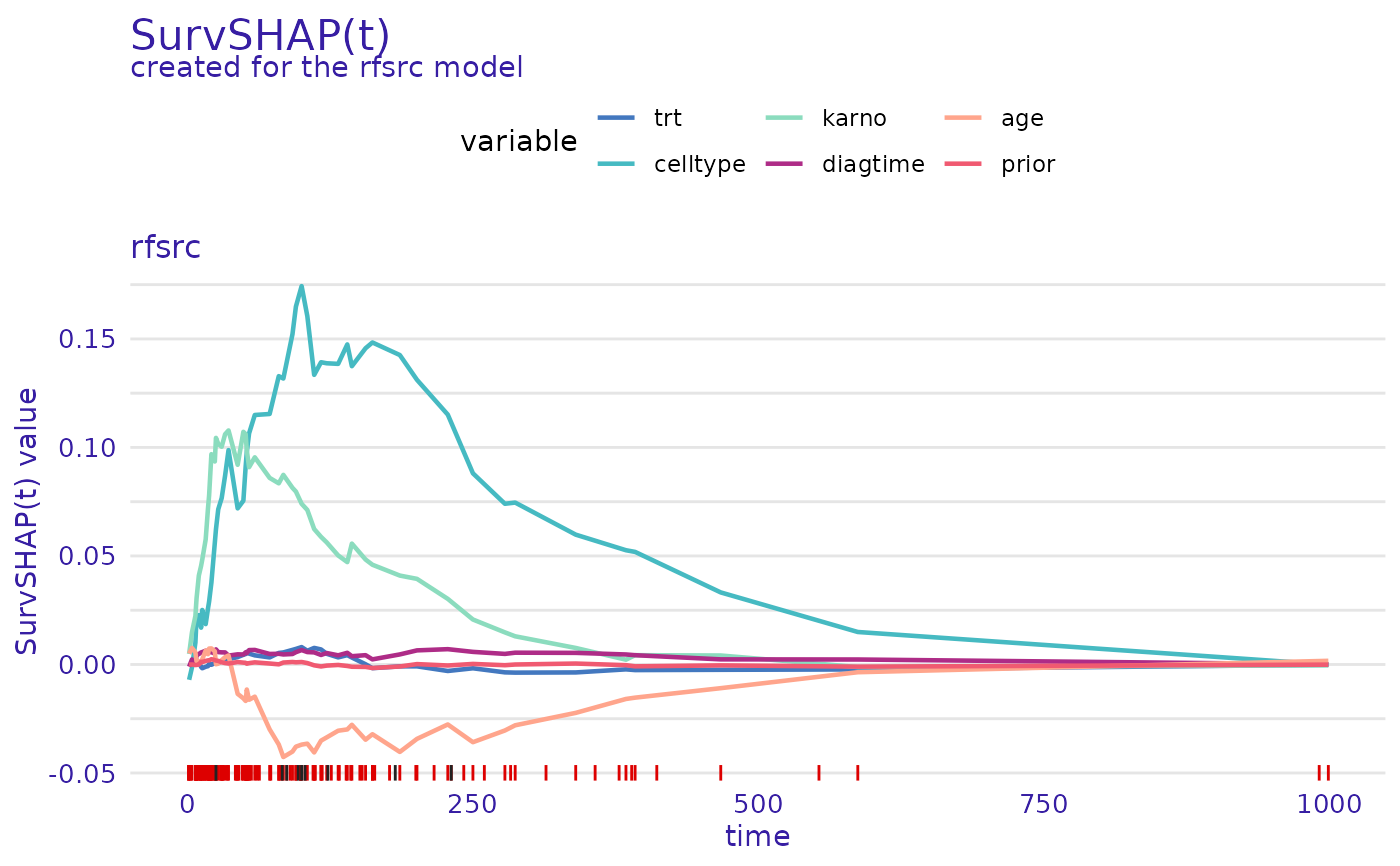 SurvSHAP(t)
created for the rfsrc model
variable
trt
karno
age
celltype
diagtime
prior
rfsrc
SurvSHAP(t) value
0.15
0.10
0.05
0.00
-0.05
0
250
500
750
1000
time